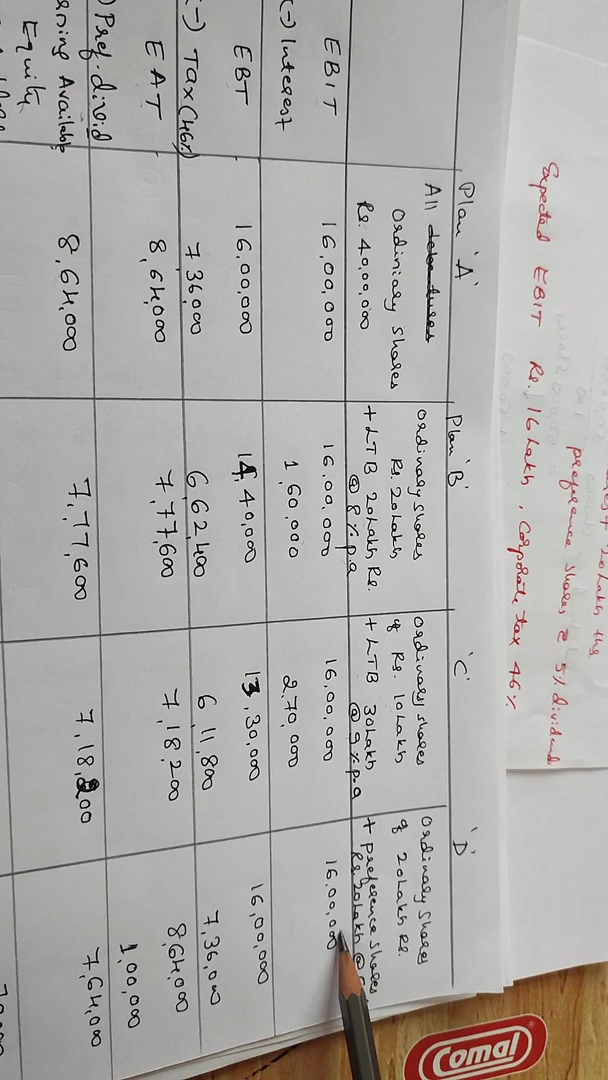 20 Lakh the
preference shares @ 5% dividend
Expected EBIT Rs. 16 Lakh, Corporate tax 46%
Plan 'A'
Plan 'B'
'C'
'D'
All debentures
Ordiniary Shares
Rs. 40,00,000
Ordinary shares
Rs. 20 Lakh
+ LTB 20 Lakh Rs.
@ 8% p.a
Ordinary shares
of Rs. 10 Lakh
+ LTB 30 Lakh
@ 9% p.a
Ordinary Shares
of 20 Lakh Rs.
+ preference shares
Rs. 20 Lakh @
EBIT 16,00,000 16,00,000 16,00,000 16,00,000
(-) Interest 1,60,000 2,70,000
EBT 16,00,000 14,40,000 13,30,000 16,00,000
(-) Tax (46%) 7,36,000 6,62,400 6,11,800 7,36,000
EAT 8,64,000 7,77,600 7,18,200 8,64,000
Pref. divid 1,00,000
rning Available 8,64,000 7,77,600 7,18,200 7,64,000
Equity
Comal